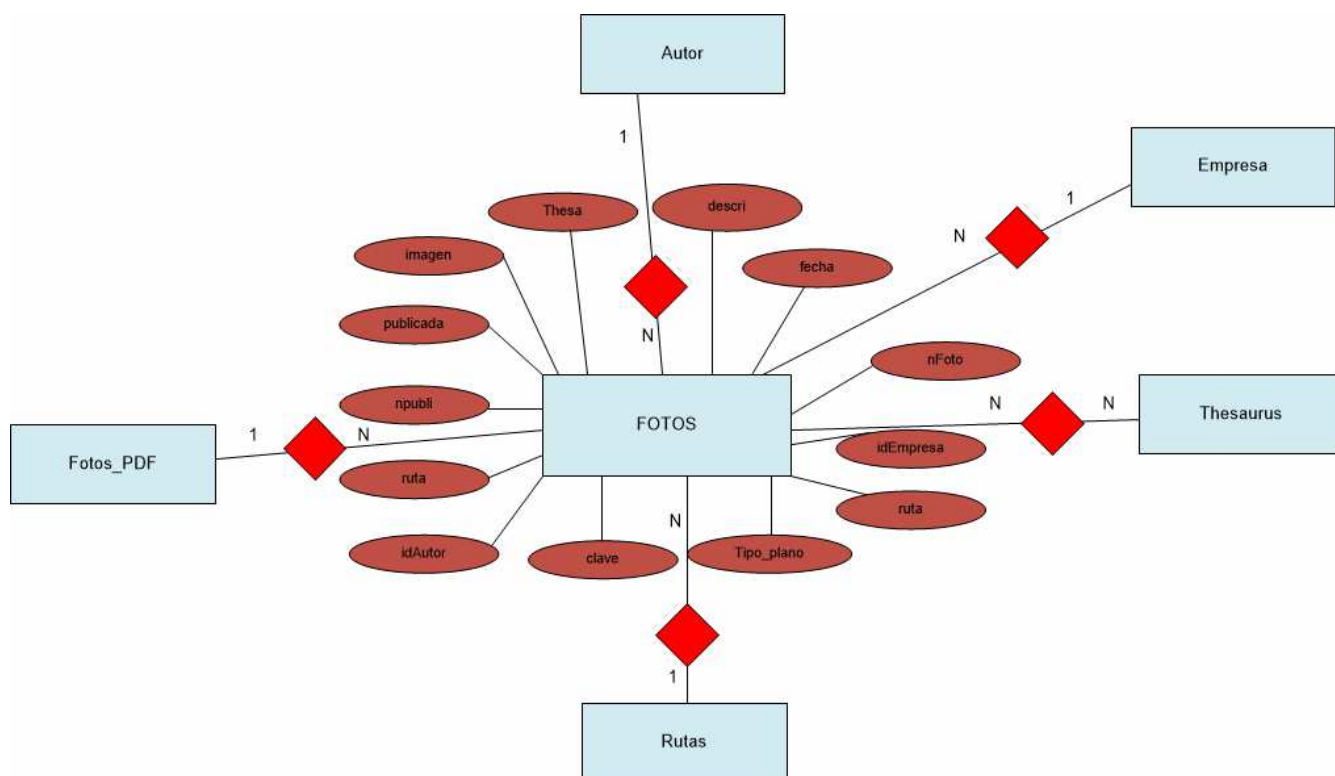 Autor
1
Empresa
1
Thesa
descri
N
imagen
fecha
publicada
N
nFoto
npubli
FOTOS
N
N
Thesaurus
1
N
idEmpresa
Fotos_PDF
ruta
ruta
N
idAutor
clave
Tipo_plano
1
Rutas